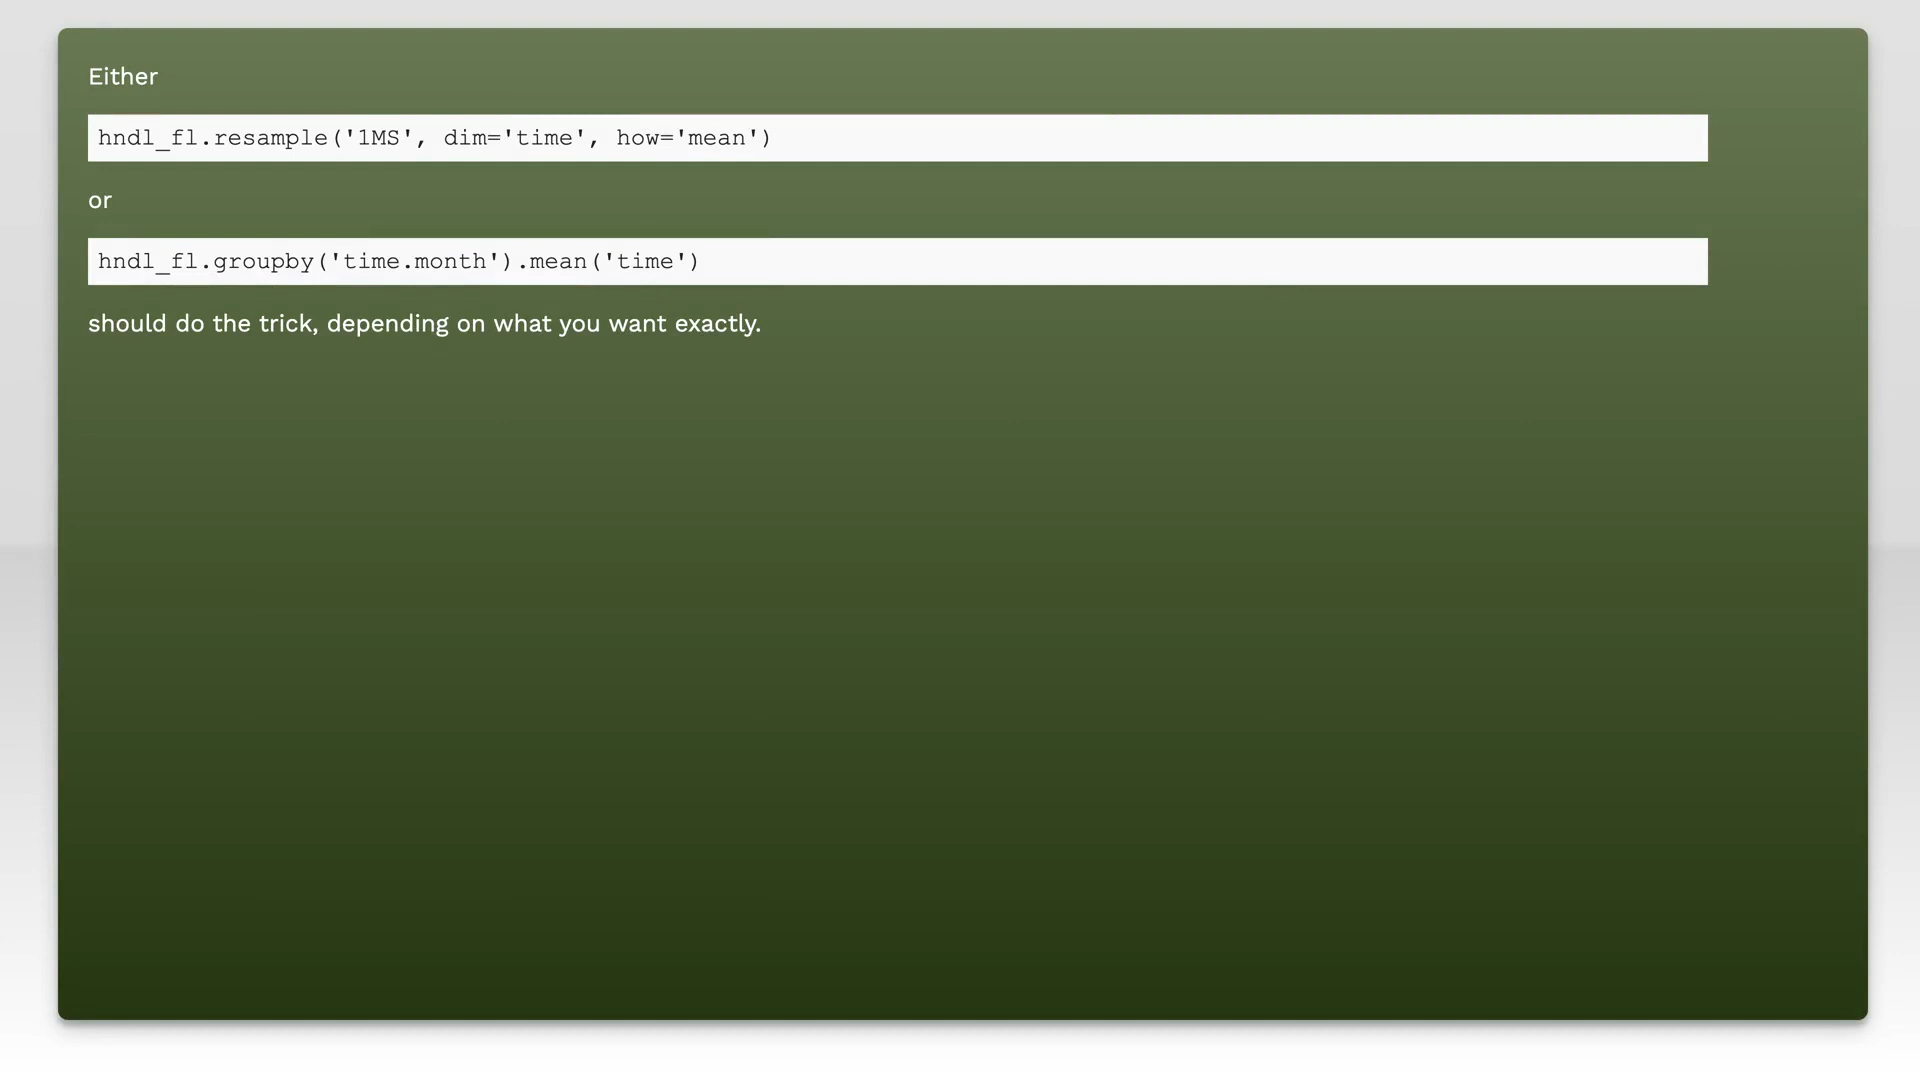 Either
hndl_fl.resample('1MS', dim='time', how='mean')
or
hndl_fl.groupby('time.month').mean('time')
should do the trick, depending on what you want exactly.